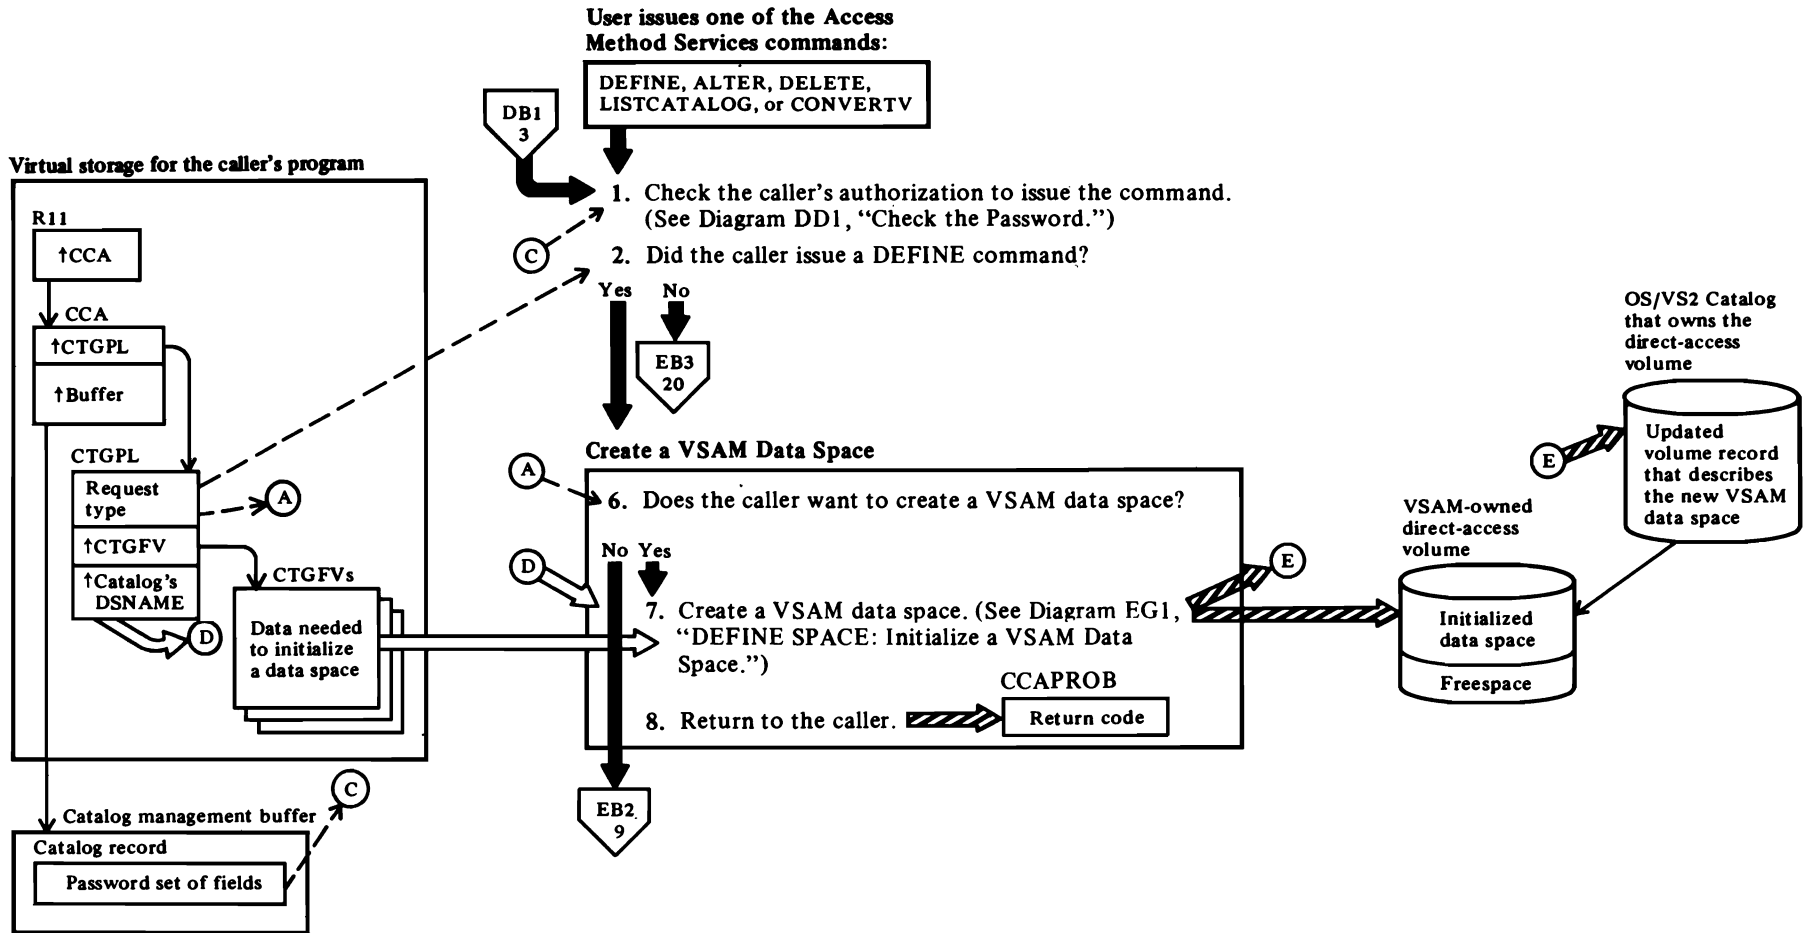 User issues one of the Access
Method Services commands:
DEFINE, ALTER, DELETE,
LISTCATALOG, or CONVERTV
DB1
3
Virtual storage for the caller's program
R11
↑CCA
CCA
↑CTGPL
↑Buffer
CTGPL
Request
type
A
↑CTGFV
↑Catalog's
DSNAME
D
CTGFVs
Data needed
to initialize
a data space
C
Catalog management buffer
Catalog record
Password set of fields
1. Check the caller's authorization to issue the command.
(See Diagram DD1, “Check the Password.”)
C
2. Did the caller issue a DEFINE command?
Yes No
EB3
20
Create a VSAM Data Space
A
6. Does the caller want to create a VSAM data space?
No Yes
D
E
7. Create a VSAM data space. (See Diagram EG1,
“DEFINE SPACE: Initialize a VSAM Data
Space.”)
CCAPROB
8. Return to the caller.
Return code
EB2
9
OS/VS2 Catalog
that owns the
direct-access
volume
E
Updated
volume record
that describes
the new VSAM
data space
VSAM-owned
direct-access
volume
Initialized
data space
Freespace